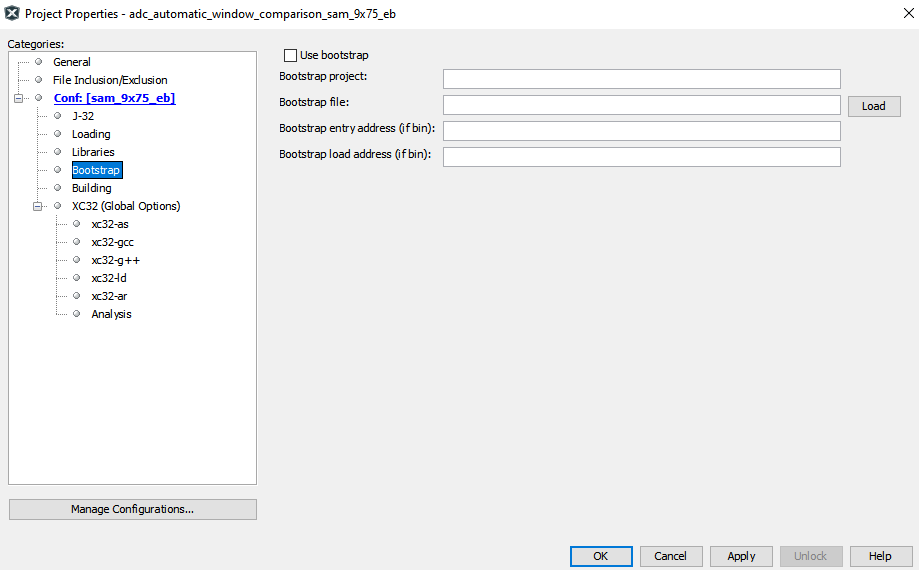 Project Properties - adc_automatic_window_comparison_sam_9x75_eb
Categories:
General
File Inclusion/Exclusion
Conf: [sam_9x75_eb]
J-32
Loading
Libraries
Bootstrap
Building
XC32 (Global Options)
xc32-as
xc32-gcc
xc32-g++
xc32-ld
xc32-ar
Analysis
Manage Configurations...
Use bootstrap
Bootstrap project:
Bootstrap file:
Load
Bootstrap entry address (if bin):
Bootstrap load address (if bin):
OK
Cancel
Apply
Unlock
Help